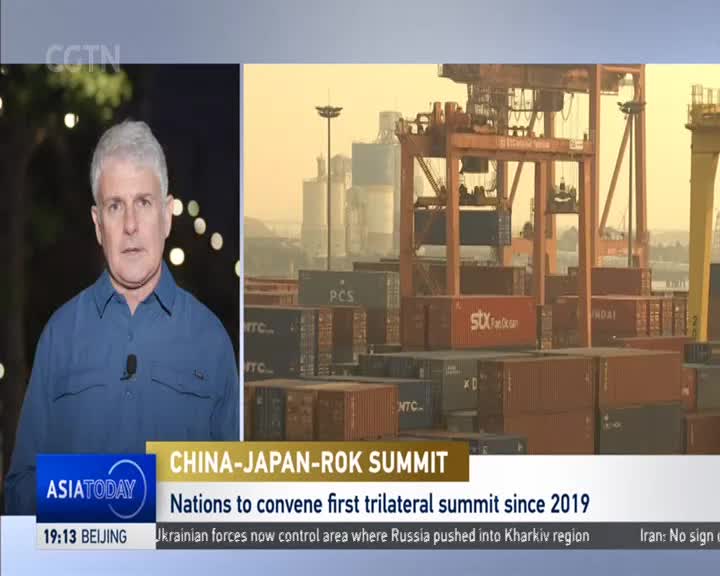 CGTN
PCS
stx Pan Ocean
NTC
CHINA-JAPAN-ROK SUMMIT
ASIA TODAY
Nations to convene first trilateral summit since 2019
19:13 BEIJING
Ukrainian forces now control area where Russia pushed into Kharkiv region Iran: No sign